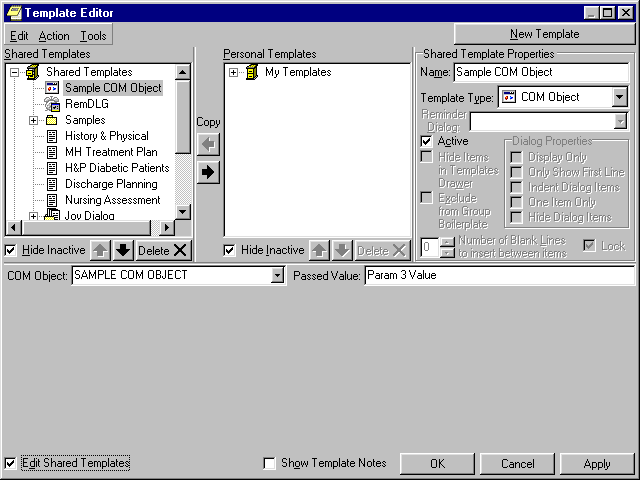 Template Editor
Edit Action Tools
New Template
Shared Templates
Shared Templates
Sample COM Object
RemDLG
Samples
History & Physical
MH Treatment Plan
H&P Diabetic Patients
Discharge Planning
Nursing Assessment
Joy Dialog
Hide Inactive
Delete
Copy
Personal Templates
My Templates
Hide Inactive
Delete
Shared Template Properties
Name: Sample COM Object
Template Type: COM Object
Reminder
Dialog:
Active
Hide Items
in Templates
Drawer
Exclude
from Group
Boilerplate
Dialog Properties
Display Only
Only Show First Line
Indent Dialog Items
One Item Only
Hide Dialog Items
0 Number of Blank Lines
to insert between items
Lock
COM Object: SAMPLE COM OBJECT Passed Value: Param 3 Value
Edit Shared Templates Show Template Notes OK Cancel Apply